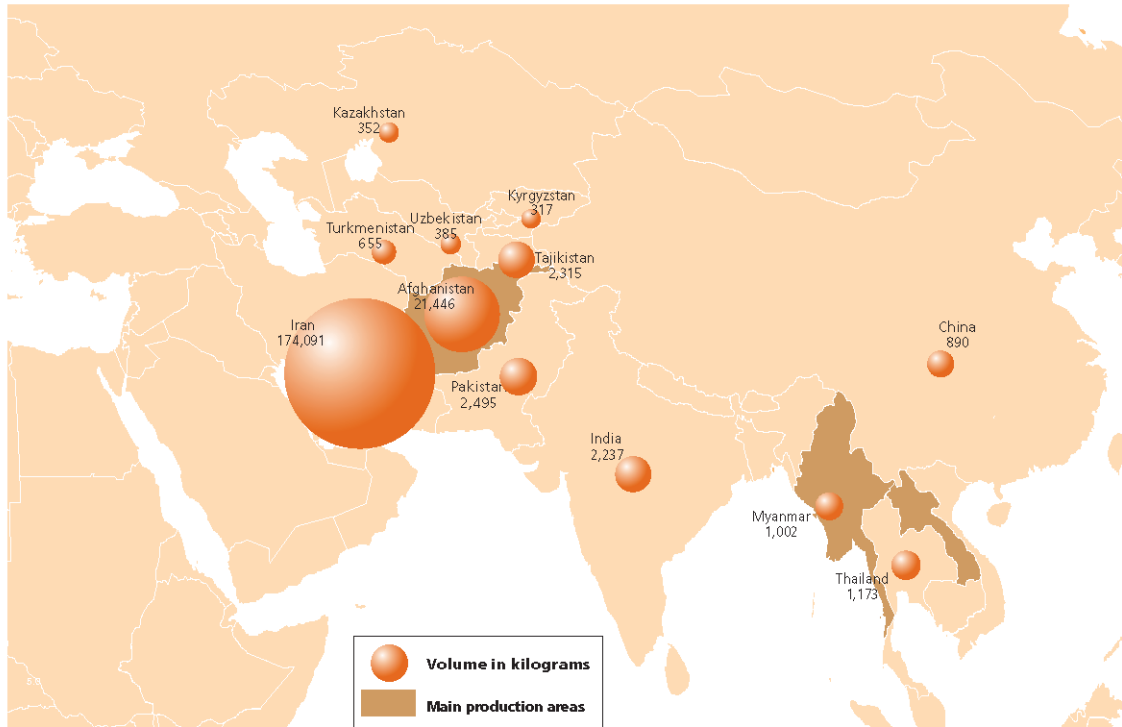 Kazakhstan
352
Kyrgyzstan
317
Uzbekistan
385
Turkmenistan
655
Tajikistan
2,315
Afghanistan
21,446
Iran
174,091
China
890
Pakistan
2,495
India
2,237
Myanmar
1,002
Thailand
1,173
Volume in kilograms
Main production areas